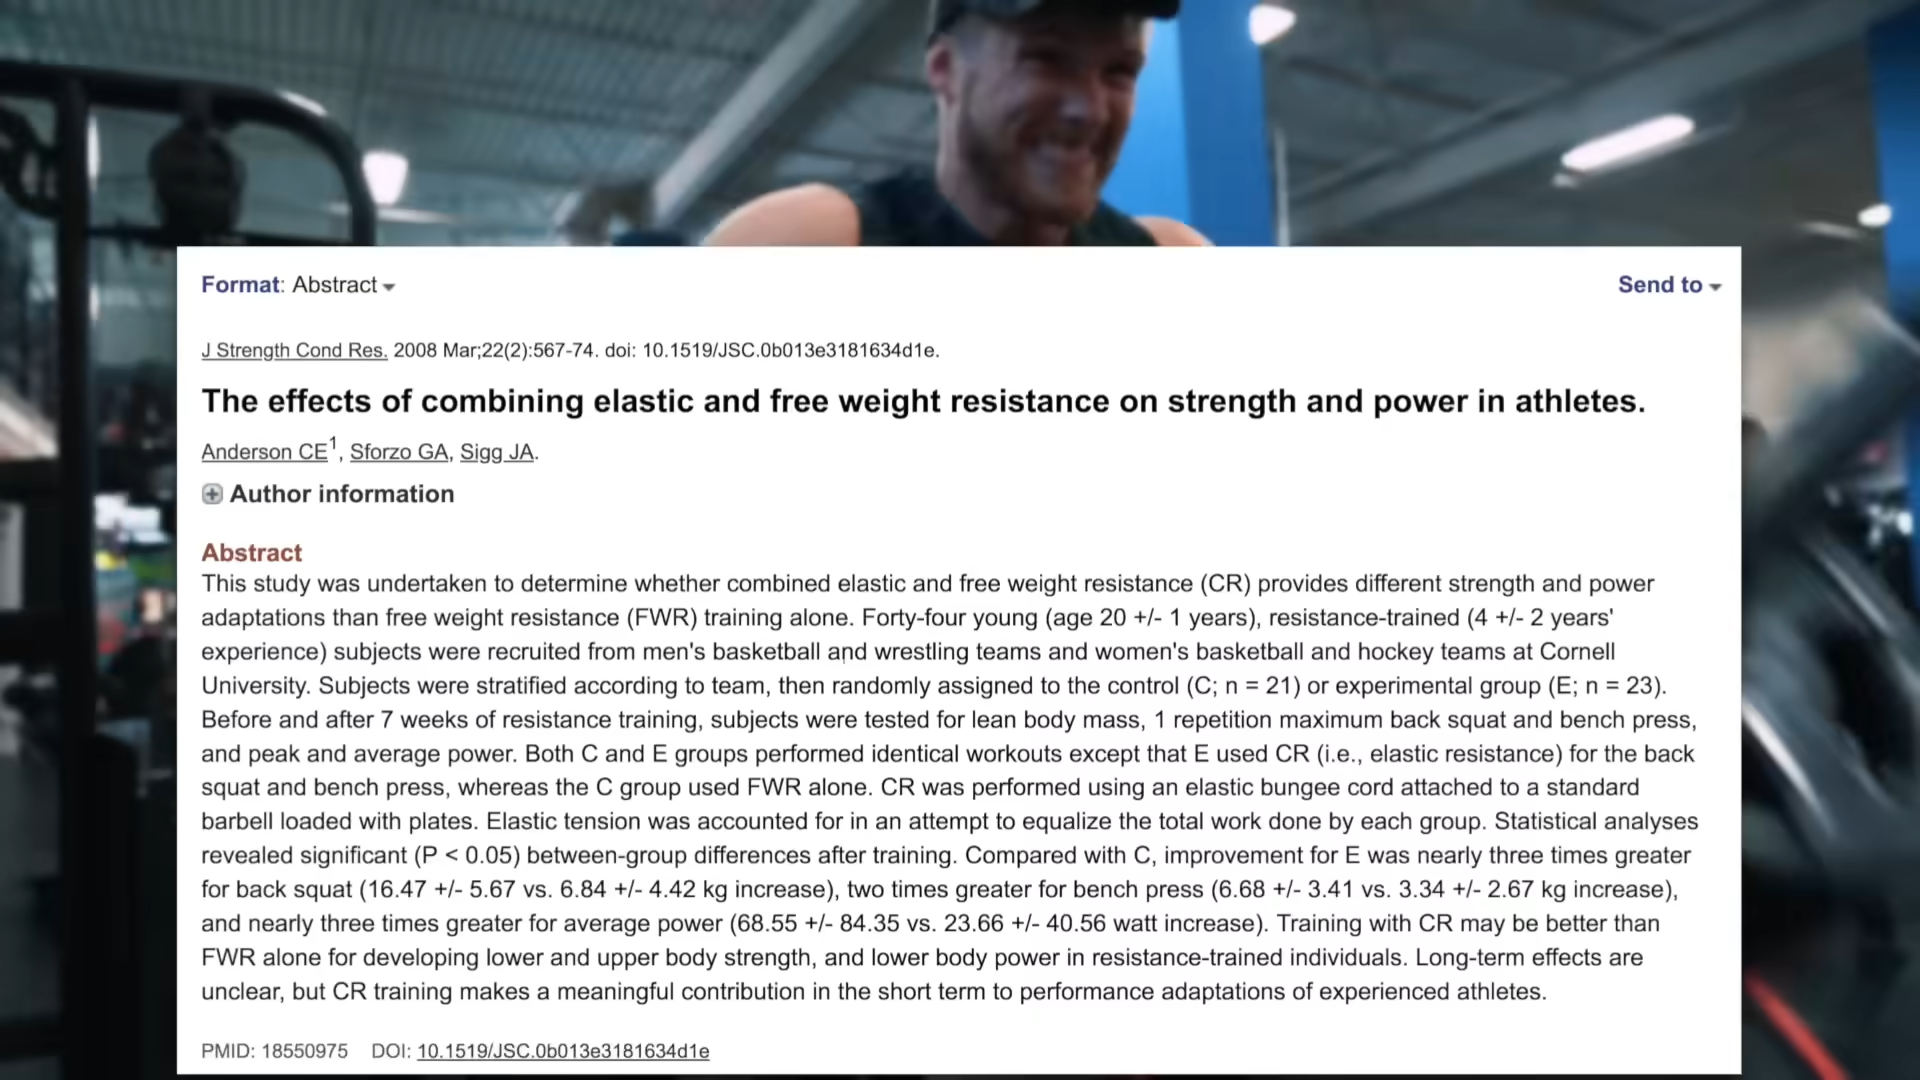 Format: Abstract
Send to
J Strength Cond Res. 2008 Mar;22(2):567-74. doi: 10.1519/JSC.0b013e3181634d1e.
The effects of combining elastic and free weight resistance on strength and power in athletes.
Anderson CE1, Sforzo GA, Sigg JA.
Author information
Abstract
This study was undertaken to determine whether combined elastic and free weight resistance (CR) provides different strength and power
adaptations than free weight resistance (FWR) training alone. Forty-four young (age 20 +/- 1 years), resistance-trained (4 +/- 2 years'
experience) subjects were recruited from men's basketball and wrestling teams and women's basketball and hockey teams at Cornell
University. Subjects were stratified according to team, then randomly assigned to the control (C; n = 21) or experimental group (E; n = 23).
Before and after 7 weeks of resistance training, subjects were tested for lean body mass, 1 repetition maximum back squat and bench press,
and peak and average power. Both C and E groups performed identical workouts except that E used CR (i.e., elastic resistance) for the back
squat and bench press, whereas the C group used FWR alone. CR was performed using an elastic bungee cord attached to a standard
barbell loaded with plates. Elastic tension was accounted for in an attempt to equalize the total work done by each group. Statistical analyses
revealed significant (P < 0.05) between-group differences after training. Compared with C, improvement for E was nearly three times greater
for back squat (16.47 +/- 5.67 vs. 6.84 +/- 4.42 kg increase), two times greater for bench press (6.68 +/- 3.41 vs. 3.34 +/- 2.67 kg increase),
and nearly three times greater for average power (68.55 +/- 84.35 vs. 23.66 +/- 40.56 watt increase). Training with CR may be better than
FWR alone for developing lower and upper body strength, and lower body power in resistance-trained individuals. Long-term effects are
unclear, but CR training makes a meaningful contribution in the short term to performance adaptations of experienced athletes.
PMID: 18550975 DOI: 10.1519/JSC.0b013e3181634d1e